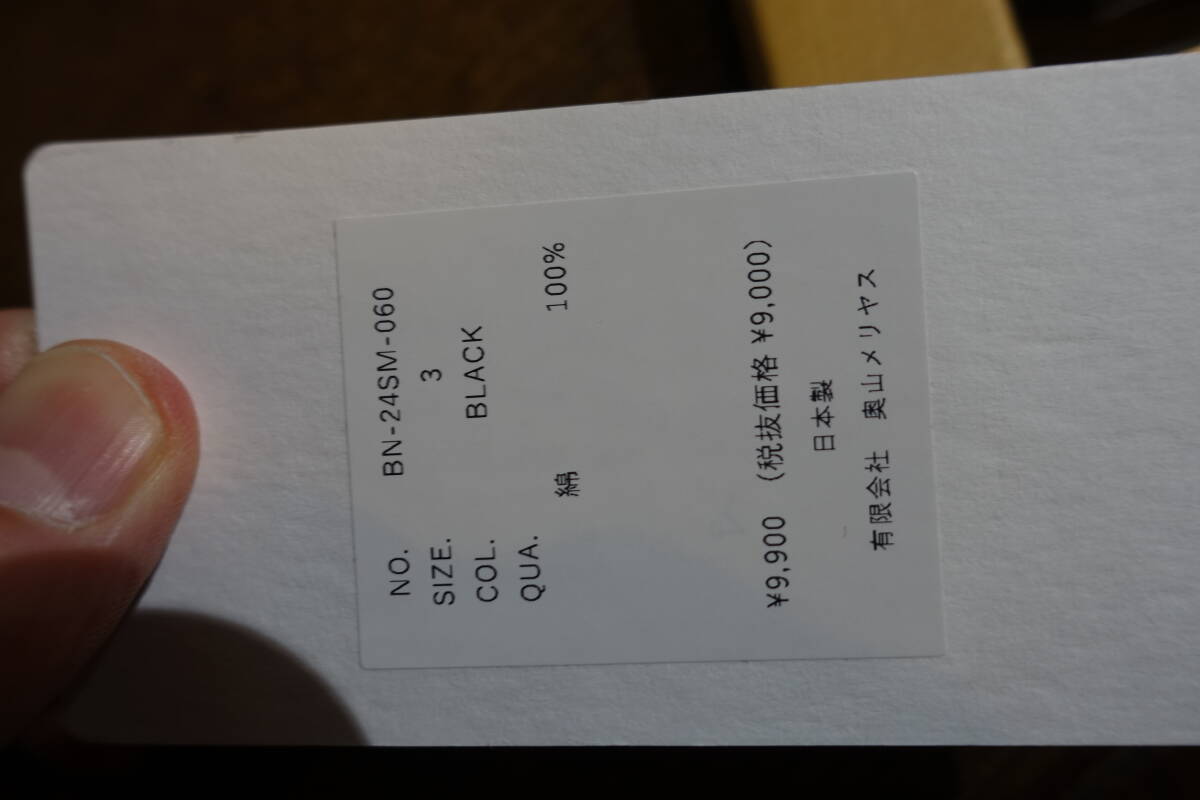 NO. BN-24SM-060
SIZE. 3
COL. BLACK
QUA.
綿 100%
¥9,900 (税抜価格 ¥9,000)
日本製
有限会社 奥山メリヤス